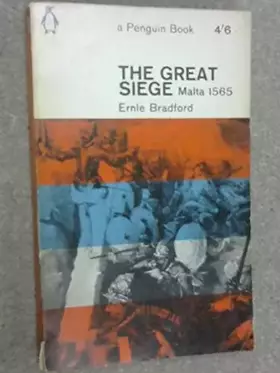 a Penguin Book 4/6
THE GREAT
SIEGE Malta 1565
Ernle Bradford